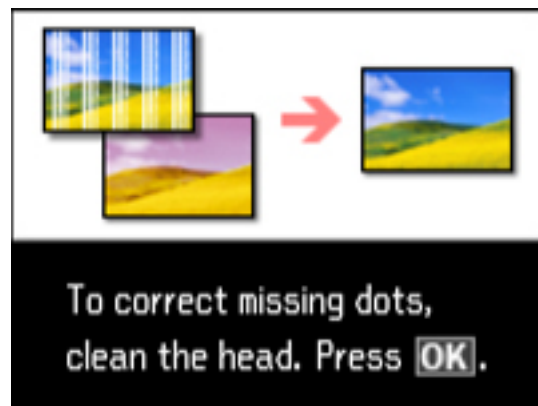 To correct missing dots,
clean the head. Press OK.